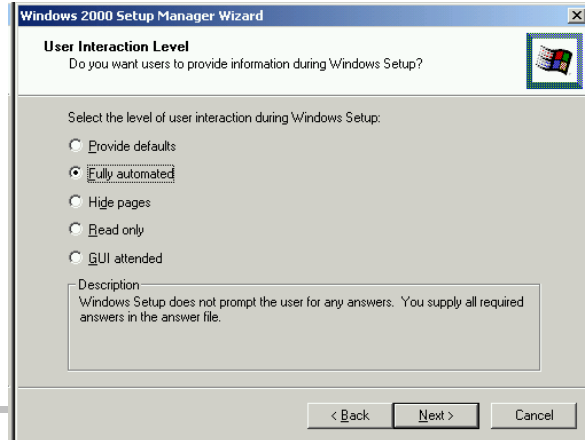 Windows 2000 Setup Manager Wizard
User Interaction Level
Do you want users to provide information during Windows Setup?
Select the level of user interaction during Windows Setup:
Provide defaults
Fully automated
Hide pages
Read only
GUI attended
Description
Windows Setup does not prompt the user for any answers. You supply all required
answers in the answer file.
< Back Next > Cancel